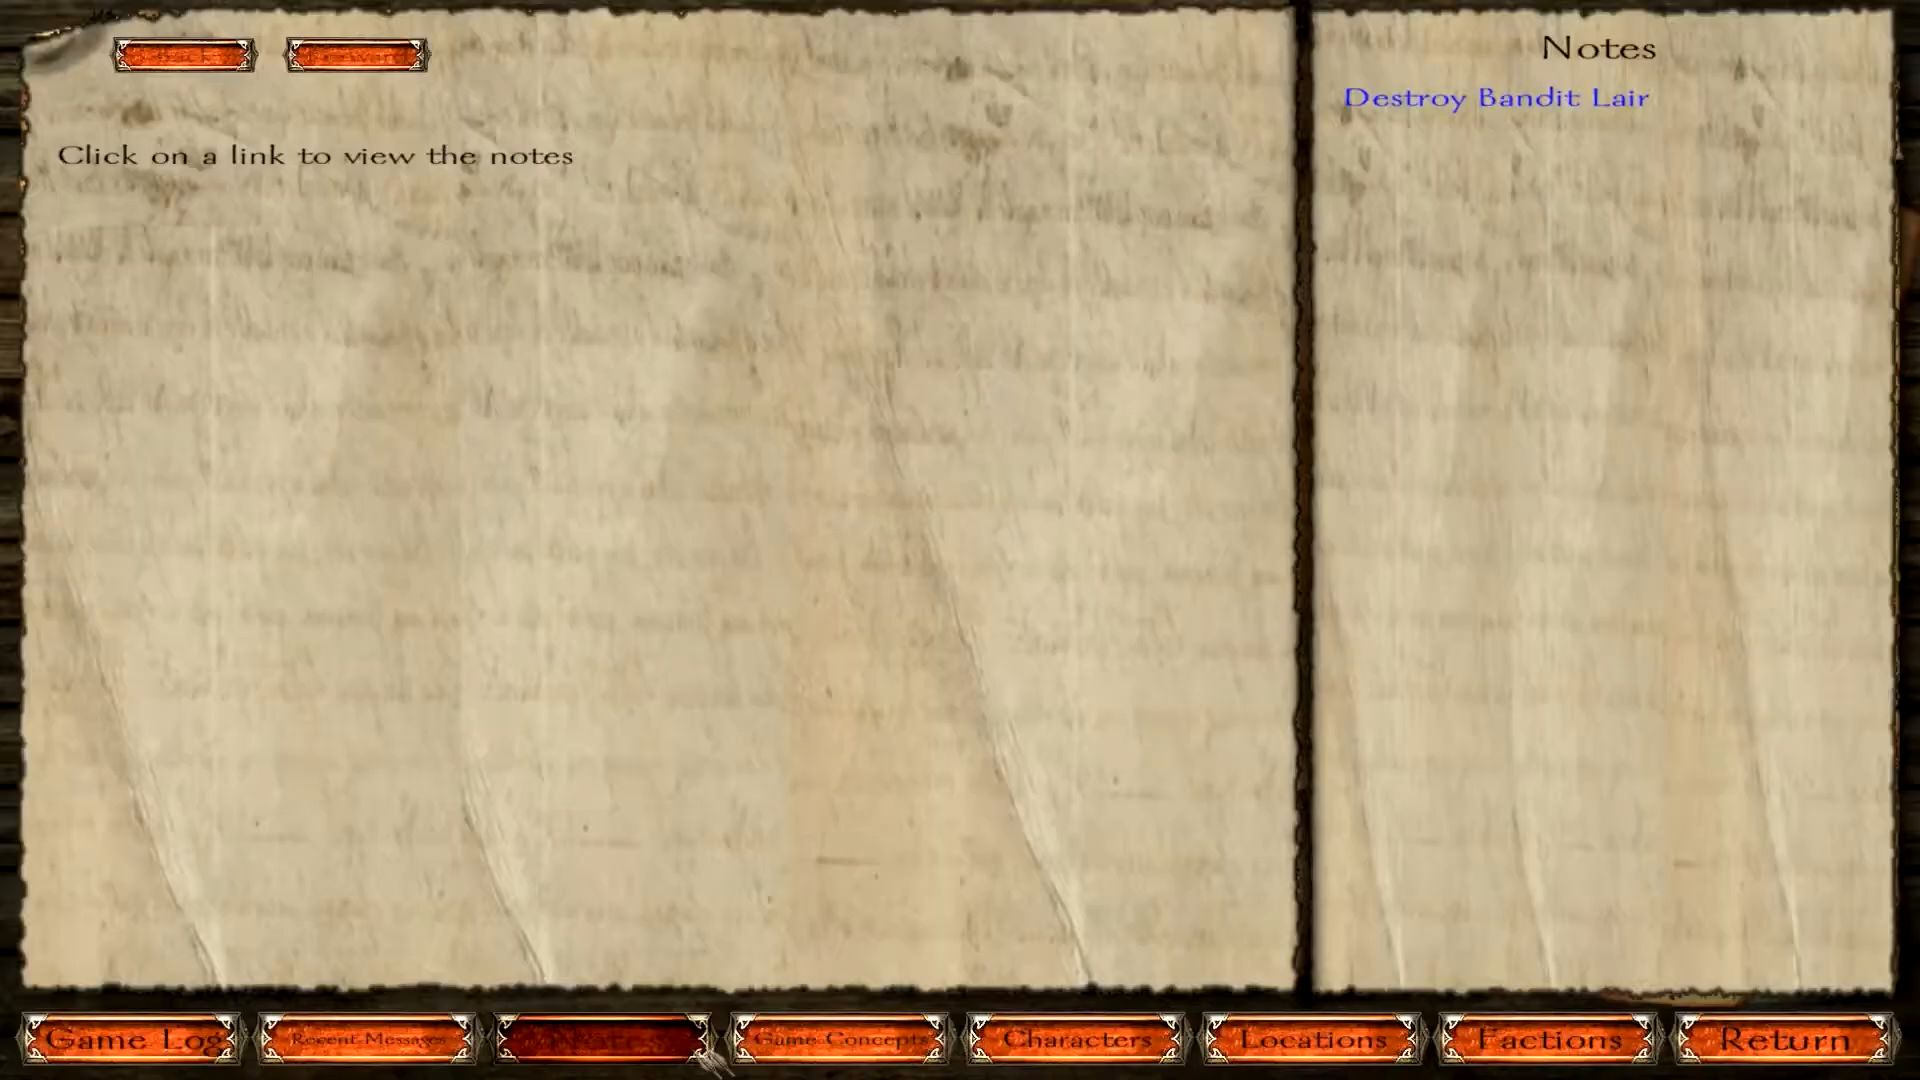 Back
Notes
Destroy Bandit Lair
Click on a link to view the notes
Game Log
Recent Messages
Game Concepts
Characters
Locations
Factions
Return